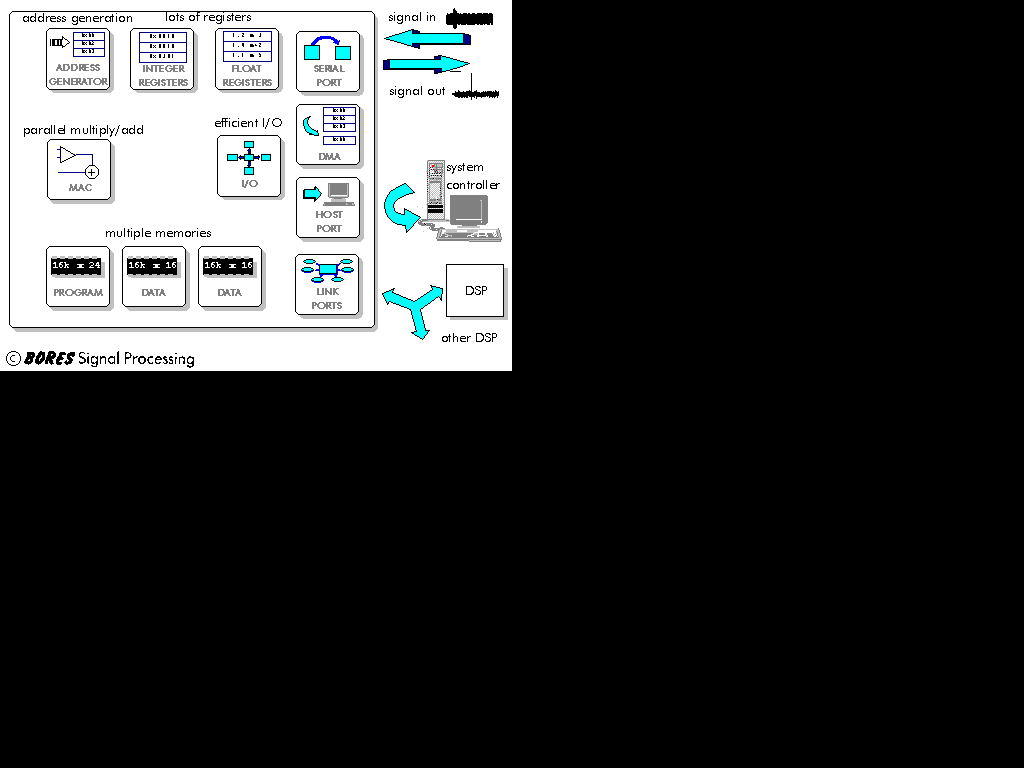 address generation
lots of registers
signal in
ADDRESS
GENERATOR
INTEGER
REGISTERS
FLOAT
REGISTERS
SERIAL
PORT
signal out
parallel multiply/add
efficient I/O
MAC
I/O
DMA
system
controller
HOST
PORT
multiple memories
16k x 24
PROGRAM
16k x 16
DATA
16k x 16
DATA
LINK
PORTS
DSP
other DSP
© BORES Signal Processing